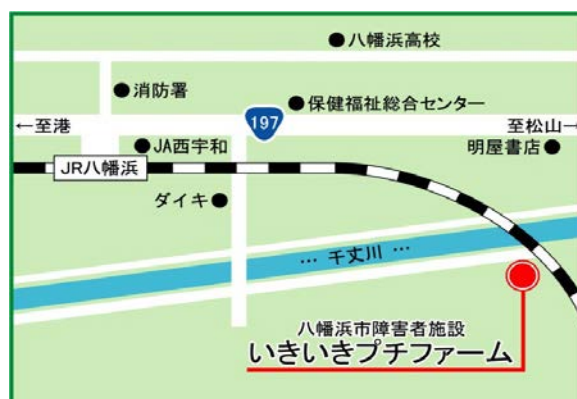 八幡浜高校
消防署
保健福祉総合センター
197
←至港
至松山→
JA西宇和
明屋書店
JR八幡浜
ダイキ
… 千丈川 …
八幡浜市障害者施設
いきいきプチファーム